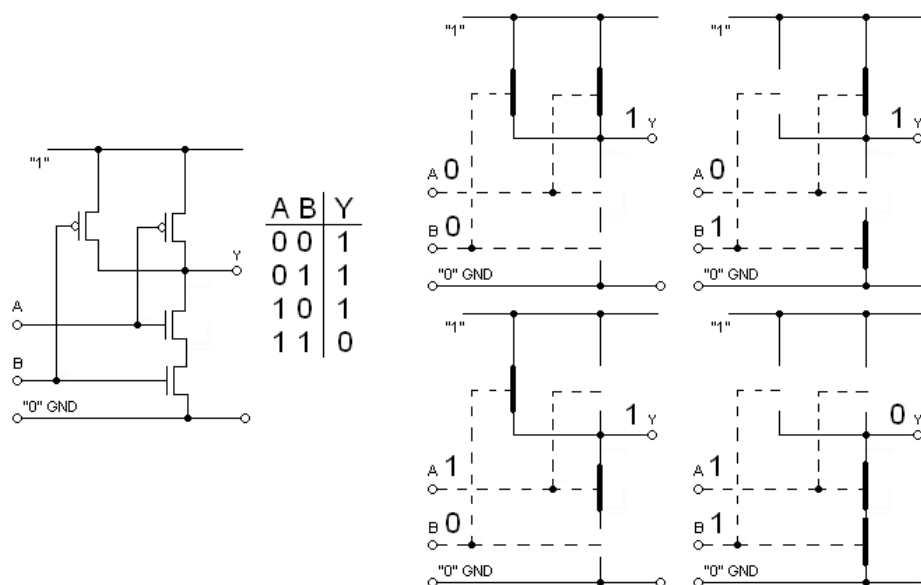 "1"
Y
A
B
"0" GND
A B Y
0 0 1
0 1 1
1 0 1
1 1 0
"1"
1 Y
A 0
B 0
"0" GND
"1"
1 Y
A 0
B 1
"0" GND
"1"
1 Y
A 1
B 0
"0" GND
"1"
0 Y
A 1
B 1
"0" GND